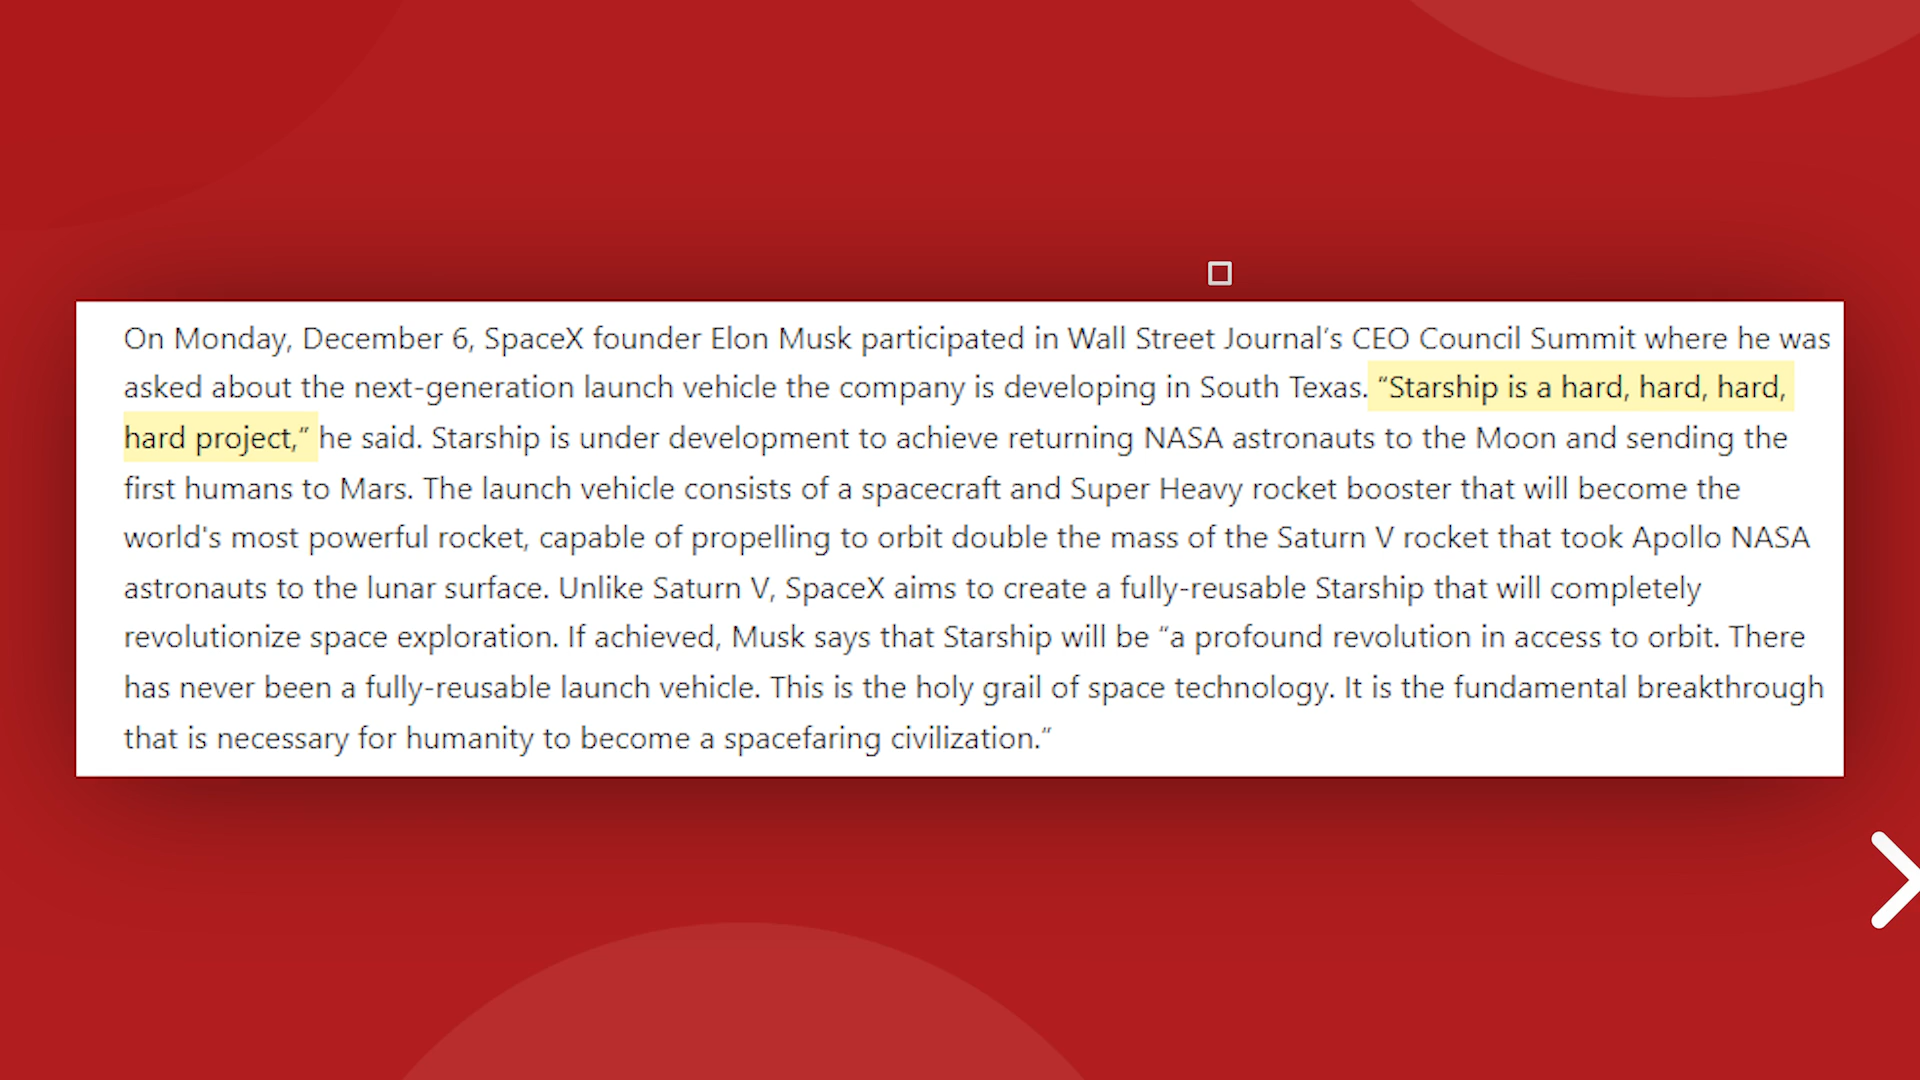 On Monday, December 6, SpaceX founder Elon Musk participated in Wall Street Journal’s CEO Council Summit where he was
asked about the next-generation launch vehicle the company is developing in South Texas. “Starship is a hard, hard, hard,
hard project,” he said. Starship is under development to achieve returning NASA astronauts to the Moon and sending the
first humans to Mars. The launch vehicle consists of a spacecraft and Super Heavy rocket booster that will become the
world's most powerful rocket, capable of propelling to orbit double the mass of the Saturn V rocket that took Apollo NASA
astronauts to the lunar surface. Unlike Saturn V, SpaceX aims to create a fully-reusable Starship that will completely
revolutionize space exploration. If achieved, Musk says that Starship will be “a profound revolution in access to orbit. There
has never been a fully-reusable launch vehicle. This is the holy grail of space technology. It is the fundamental breakthrough
that is necessary for humanity to become a spacefaring civilization.”